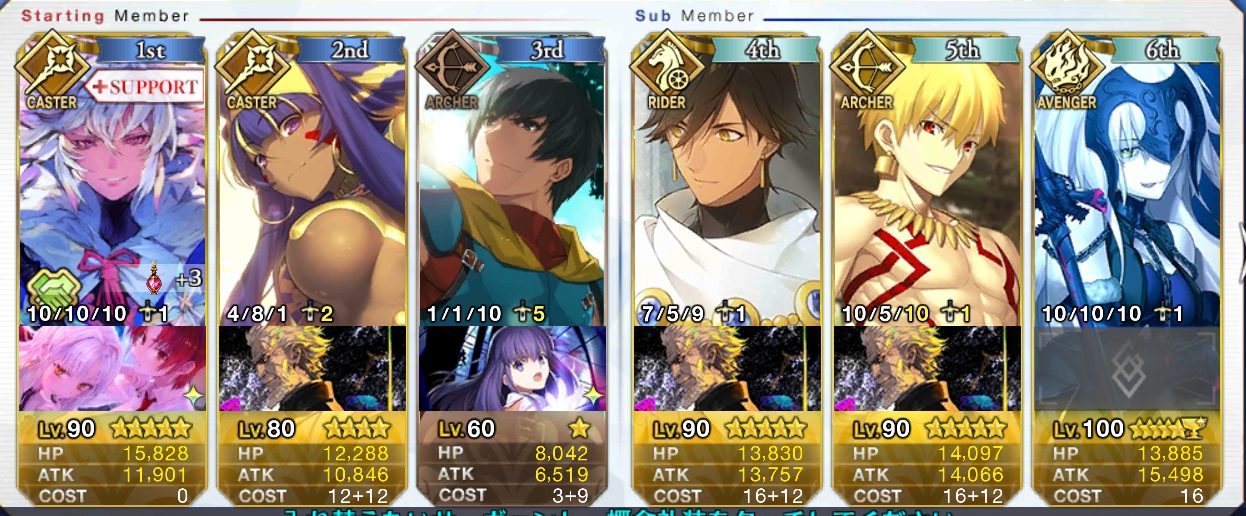 Starting Member
Sub Member
1st
2nd
3rd
4th
5th
6th
CASTER
+SUPPORT
CASTER
ARCHER
RIDER
ARCHER
AVENGER
+3
10/10/10 1
4/8/1 2
1/1/10 5
7/5/9 1
10/5/10 1
10/10/10 1
Lv.90
Lv.80
Lv.60
Lv.90
Lv.90
Lv.100
HP 15,828
HP 12,288
HP 8,042
HP 13,830
HP 14,097
HP 13,885
ATK 11,901
ATK 10,846
ATK 6,519
ATK 13,757
ATK 14,066
ATK 15,498
COST 0
COST 12+12
COST 3+9
COST 16+12
COST 16+12
COST 16